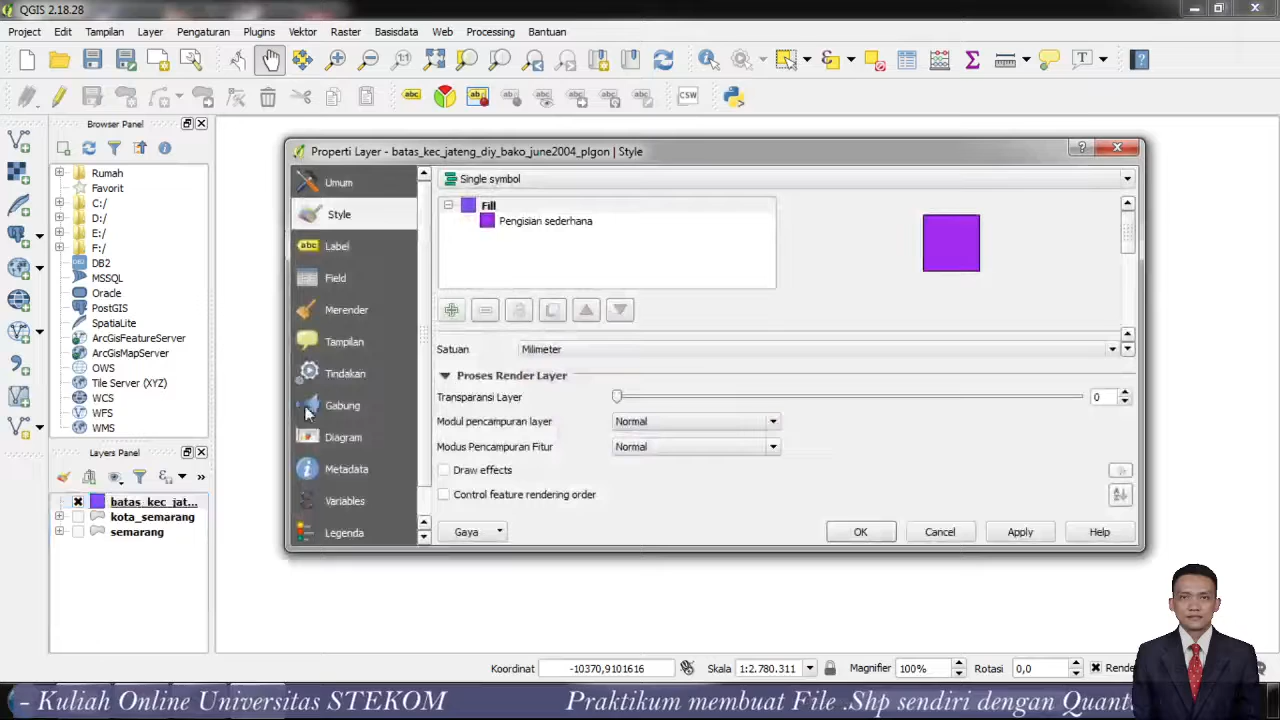 QGIS 2.18.28
Project Edit Tampilan Layer Pengaturan Plugins Vektor Raster Basisdata Web Processing Bantuan
Browser Panel
Rumah
Favorit
C:/
D:/
E:/
F:/
DB2
MSSQL
Oracle
PostGIS
SpatiaLite
ArcGisFeatureServer
ArcGisMapServer
OWS
Tile Server (XYZ)
WCS
WFS
WMS
Layers Panel
batas_kec_jat...
kota_semarang
semarang
Properti Layer - batas_kec_jateng_diy_bako_june2004_plgon | Style
Umum
Style
Label
Field
Merender
Tampilan
Tindakan
Gabung
Diagram
Metadata
Variables
Legenda
Single symbol
Fill
Pengisian sederhana
Satuan Milimeter
Proses Render Layer
Transparansi Layer 0
Modul pencampuran layer Normal
Modus Pencampuran Fitur Normal
Draw effects
Control feature rendering order
Gaya OK Cancel Apply Help
Koordinat -10370,9101616 Skala 1:2.780.311 Magnifier 100% Rotasi 0,0 Rende
- Kuliah Online Universitas STEKOM Praktikum membuat File .Shp sendiri dengan Quant